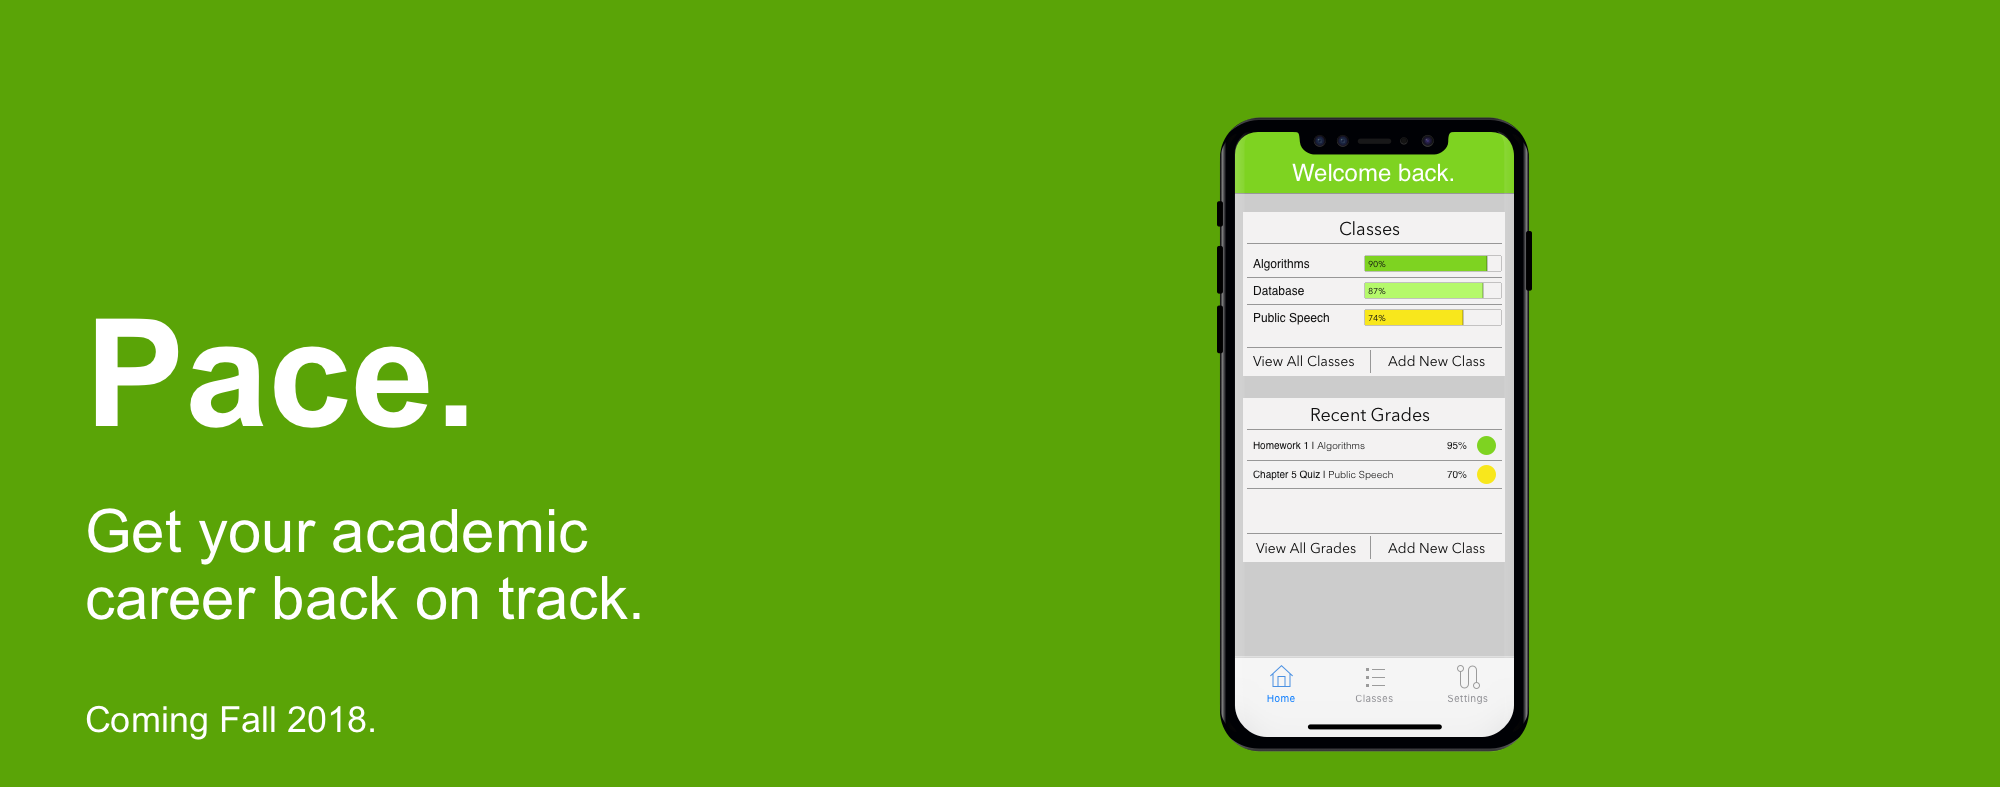 Pace.
Get your academic
career back on track.
Coming Fall 2018.
Welcome back.
Classes
Algorithms 90%
Database 87%
Public Speech 74%
View All Classes Add New Class
Recent Grades
Homework 1 | Algorithms 95%
Chapter 5 Quiz | Public Speech 70%
View All Grades Add New Class
Home Classes Settings